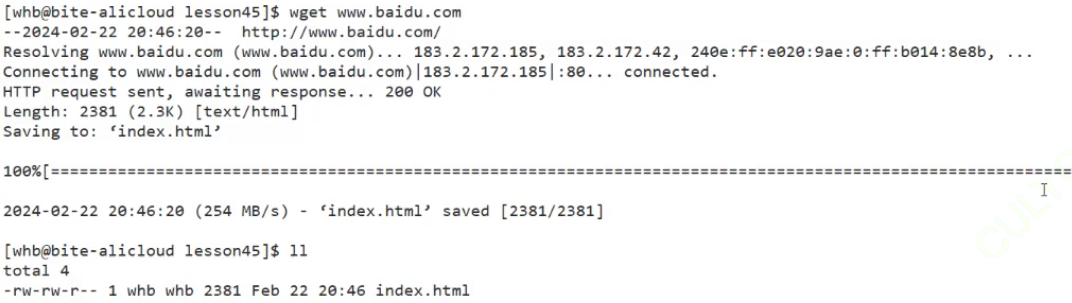 [whb@bite-alicloud lesson45]$ wget www.baidu.com
--2024-02-22 20:46:20--  http://www.baidu.com/
Resolving www.baidu.com (www.baidu.com)... 183.2.172.185, 183.2.172.42, 240e:ff:e020:9ae:0:ff:b014:8e8b, ...
Connecting to www.baidu.com (www.baidu.com)|183.2.172.185|:80... connected.
HTTP request sent, awaiting response... 200 OK
Length: 2381 (2.3K) [text/html]
Saving to: ‘index.html’
100%[===========================================================================================================
2024-02-22 20:46:20 (254 MB/s) - ‘index.html’ saved [2381/2381]
[whb@bite-alicloud lesson45]$ ll
total 4
-rw-rw-r-- 1 whb whb 2381 Feb 22 20:46 index.html